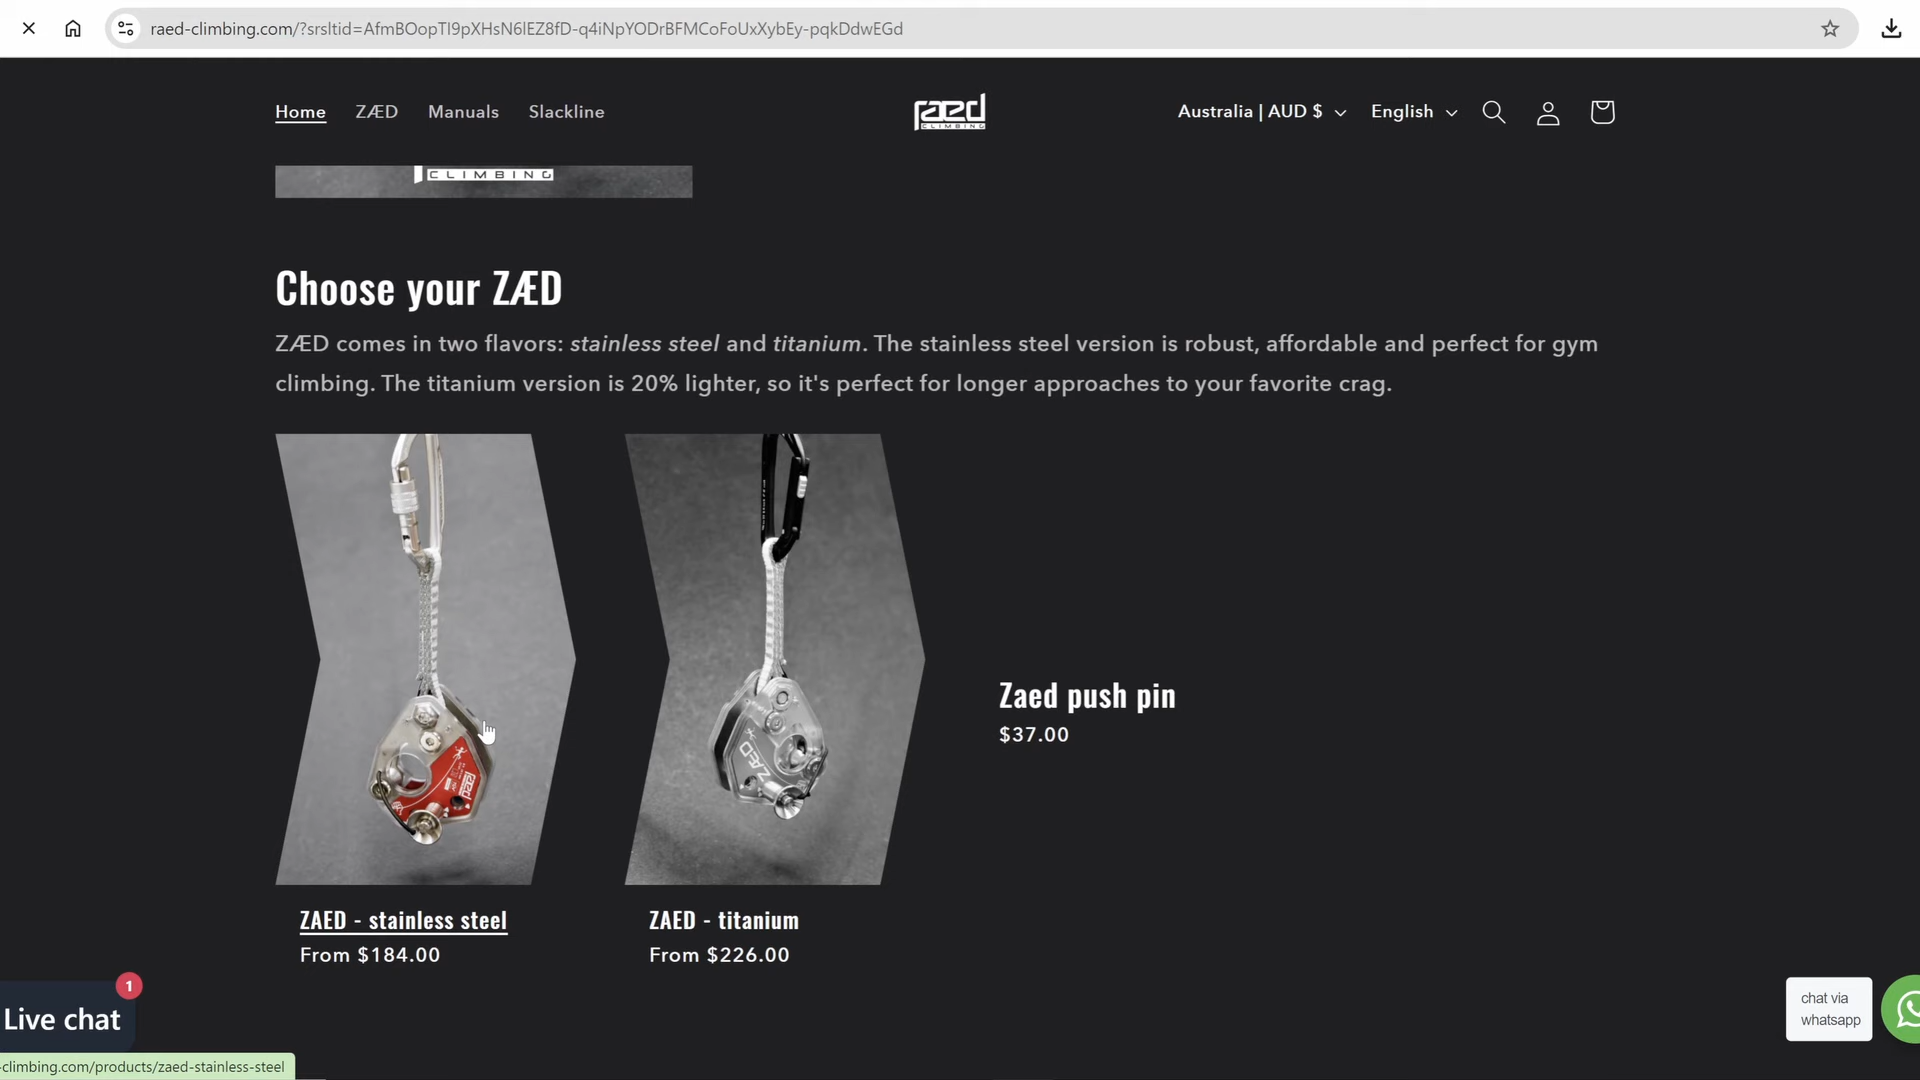 raed-climbing.com/?srsltid=AfmBOopTI9pXHsN6lEZ8fD-q4iNpYODrBFMCoFoUxXybEy-pqkDdwEGd
Home
ZÆD
Manuals
Slackline
raed
CLIMBING
Australia | AUD $
English
CLIMBING
Choose your ZÆD
ZÆD comes in two flavors: stainless steel and titanium. The stainless steel version is robust, affordable and perfect for gym
climbing. The titanium version is 20% lighter, so it's perfect for longer approaches to your favorite crag.
raed
ZÆD
Zaed push pin
$37.00
ZAED - stainless steel
From $184.00
ZAED - titanium
From $226.00
1
Live chat
chat via
whatsapp
-climbing.com/products/zaed-stainless-steel